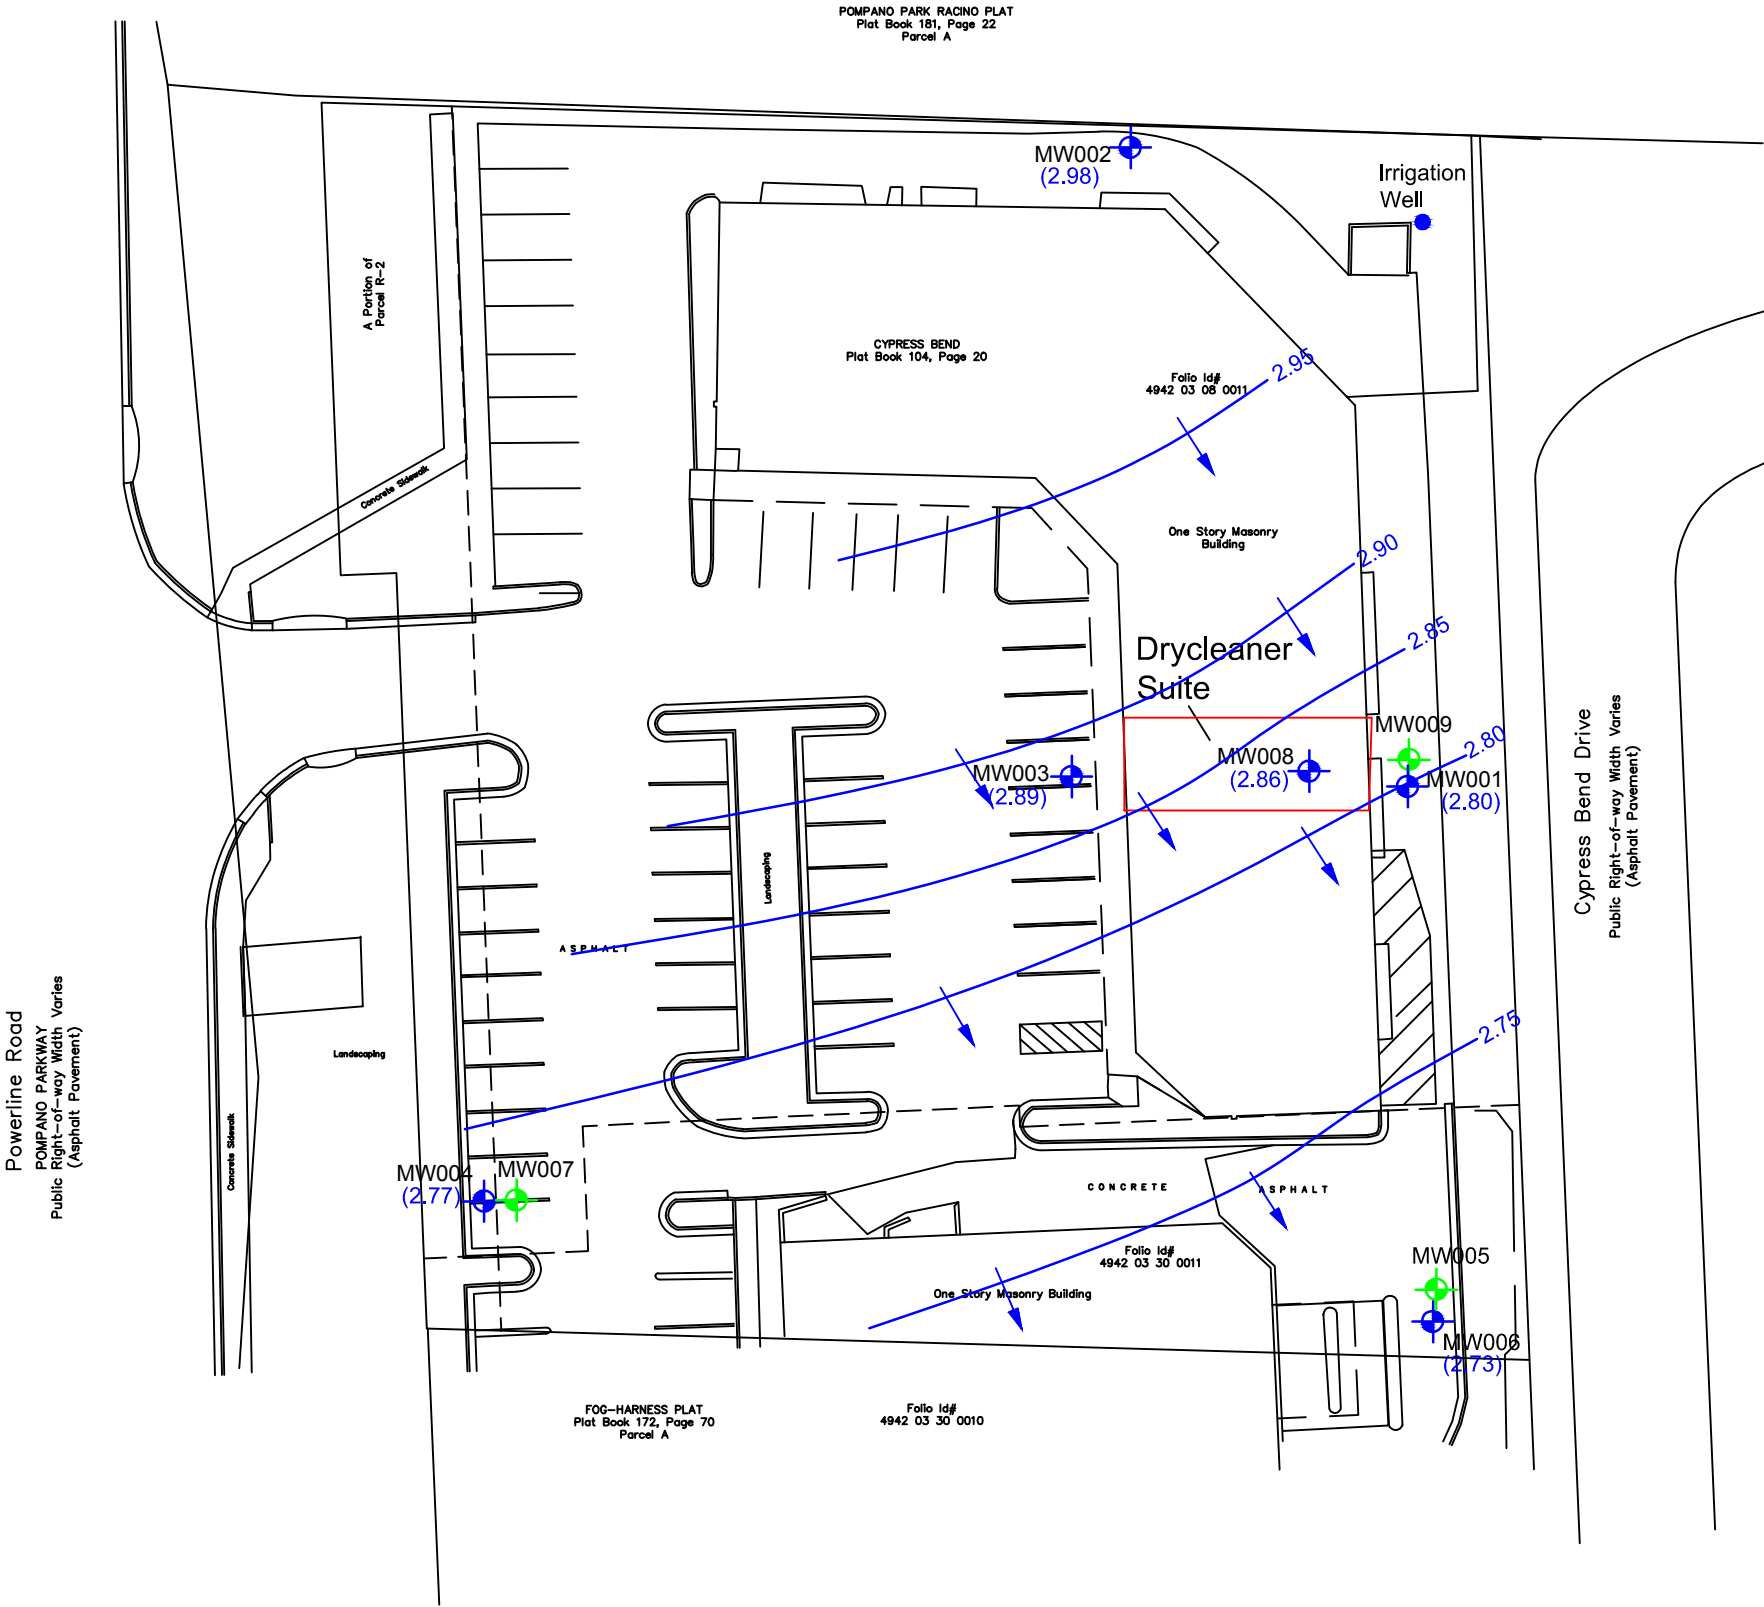 POMPANO PARK RACINO PLAT
Plat Book 181, Page 22
Parcel A
MW002
(2.98)
Irrigation
Well
A Portion of
Parcel R-2
CYPRESS BEND
Plat Book 104, Page 20
2.95
Folio Id#
4942 03 08 0011
Concrete Sidewalk
One Story Masonry
Building
2.90
2.85
Drycleaner
Suite
MW009
2.80
MW003
(2.89)
MW008
(2.86)
MW001
(2.80)
Cypress Bend Drive
Public Right-of-way Width Varies
(Asphalt Pavement)
Landscaping
ASPHALT
Powerline Road
POMPANO PARKWAY
Public Right-of-way Width Varies
(Asphalt Pavement)
Landscaping
2.75
Concrete Sidewalk
MW004
(2.77)
MW007
CONCRETE
ASPHALT
Folio Id#
4942 03 30 0011
One Story Masonry Building
MW005
MW006
(2.73)
FOG-HARNESS PLAT
Plat Book 172, Page 70
Parcel A
Folio Id#
4942 03 30 0010